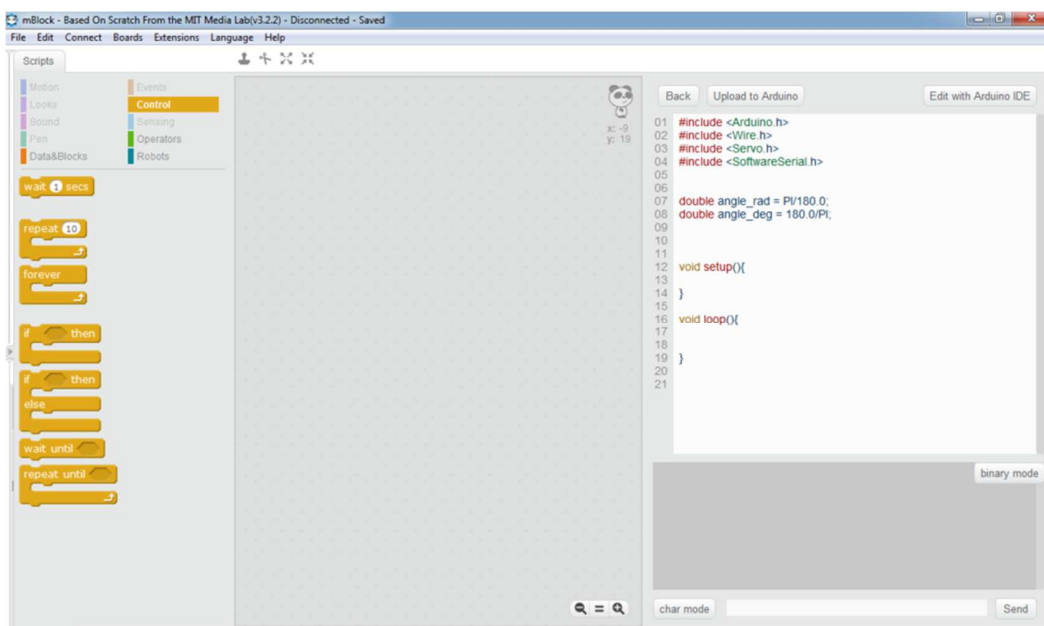 mBlock - Based On Scratch From the MIT Media Lab(v3.2.2) - Disconnected - Saved
File Edit Connect Boards Extensions Language Help
Scripts
Motion Events
Looks Control
Sound Sensing
Pen Operators
Data&Blocks Robots
wait 1 secs
repeat 10
forever
if then
if then
else
wait until
repeat until
x: -9
y: 19
Back Upload to Arduino Edit with Arduino IDE
01 #include <Arduino.h>
02 #include <Wire.h>
03 #include <Servo.h>
04 #include <SoftwareSerial.h>
05
06
07 double angle_rad = PI/180.0;
08 double angle_deg = 180.0/PI;
09
10
11
12 void setup(){
13
14 }
15
16 void loop(){
17
18
19 }
20
21
binary mode
char mode Send